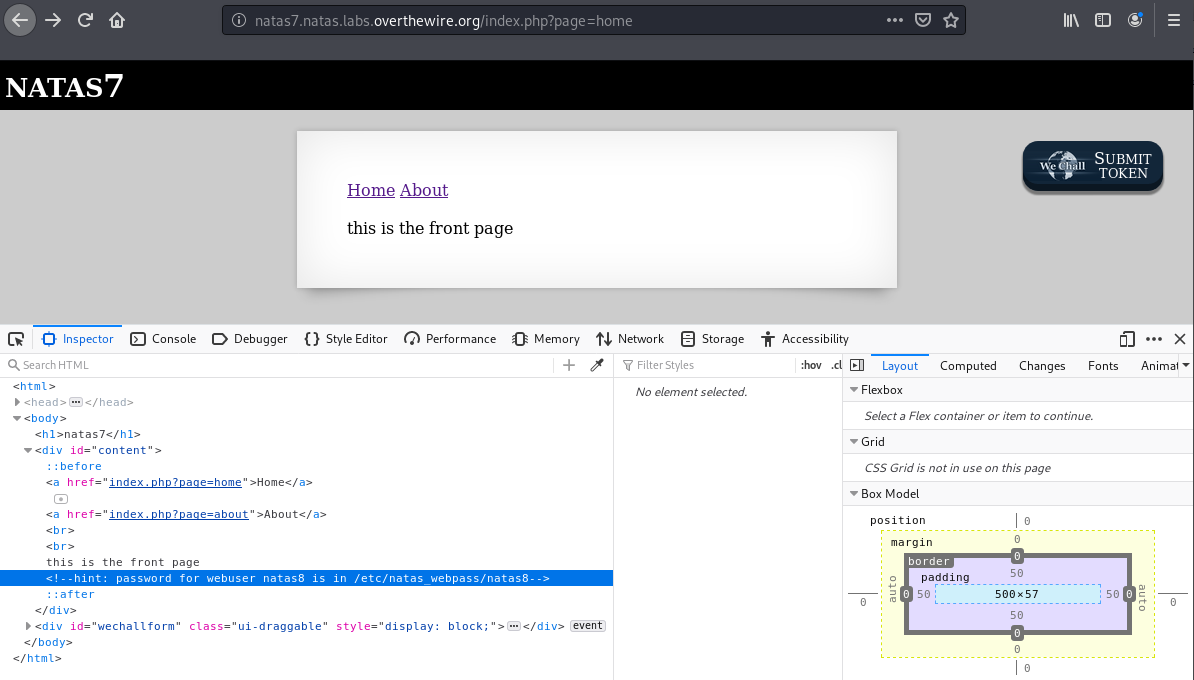 natas7.natas.labs.overthewire.org/index.php?page=home
NATAS7
Home About
this is the front page
We Chall SUBMIT
TOKEN
Inspector Console Debugger {} Style Editor Performance Memory Network Storage Accessibility
Search HTML
<html>
<head>…</head>
<body>
<h1>natas7</h1>
<div id="content">
::before
<a href="index.php?page=home">Home</a>
<a href="index.php?page=about">About</a>
<br>
<br>
this is the front page
<!--hint: password for webuser natas8 is in /etc/natas_webpass/natas8-->
::after
</div>
<div id="wechallform" class="ui-draggable" style="display: block;">…</div> event
</body>
</html>
Filter Styles :hov .cl
No element selected.
Layout Computed Changes Fonts Animat
Flexbox
Select a Flex container or item to continue.
Grid
CSS Grid is not in use on this page
Box Model
position 0
margin 0
border 0
padding 50
0 auto 0 50 500×57 50 0 auto 0
50
0
0
0